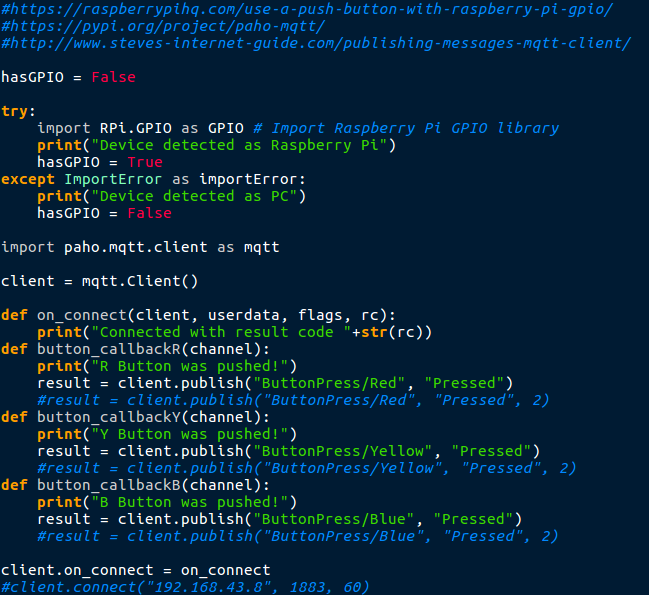 #https://raspberrypihq.com/use-a-push-button-with-raspberry-pi-gpio/
#https://pypi.org/project/paho-mqtt/
#http://www.steves-internet-guide.com/publishing-messages-mqtt-client/

hasGPIO = False

try:
    import RPi.GPIO as GPIO # Import Raspberry Pi GPIO library
    print("Device detected as Raspberry Pi")
    hasGPIO = True
except ImportError as importError:
    print("Device detected as PC")
    hasGPIO = False

import paho.mqtt.client as mqtt

client = mqtt.Client()

def on_connect(client, userdata, flags, rc):
    print("Connected with result code "+str(rc))
def button_callbackR(channel):
    print("R Button was pushed!")
    result = client.publish("ButtonPress/Red", "Pressed")
    #result = client.publish("ButtonPress/Red", "Pressed", 2)
def button_callbackY(channel):
    print("Y Button was pushed!")
    result = client.publish("ButtonPress/Yellow", "Pressed")
    #result = client.publish("ButtonPress/Yellow", "Pressed", 2)
def button_callbackB(channel):
    print("B Button was pushed!")
    result = client.publish("ButtonPress/Blue", "Pressed")
    #result = client.publish("ButtonPress/Blue", "Pressed", 2)

client.on_connect = on_connect
#client.connect("192.168.43.8", 1883, 60)